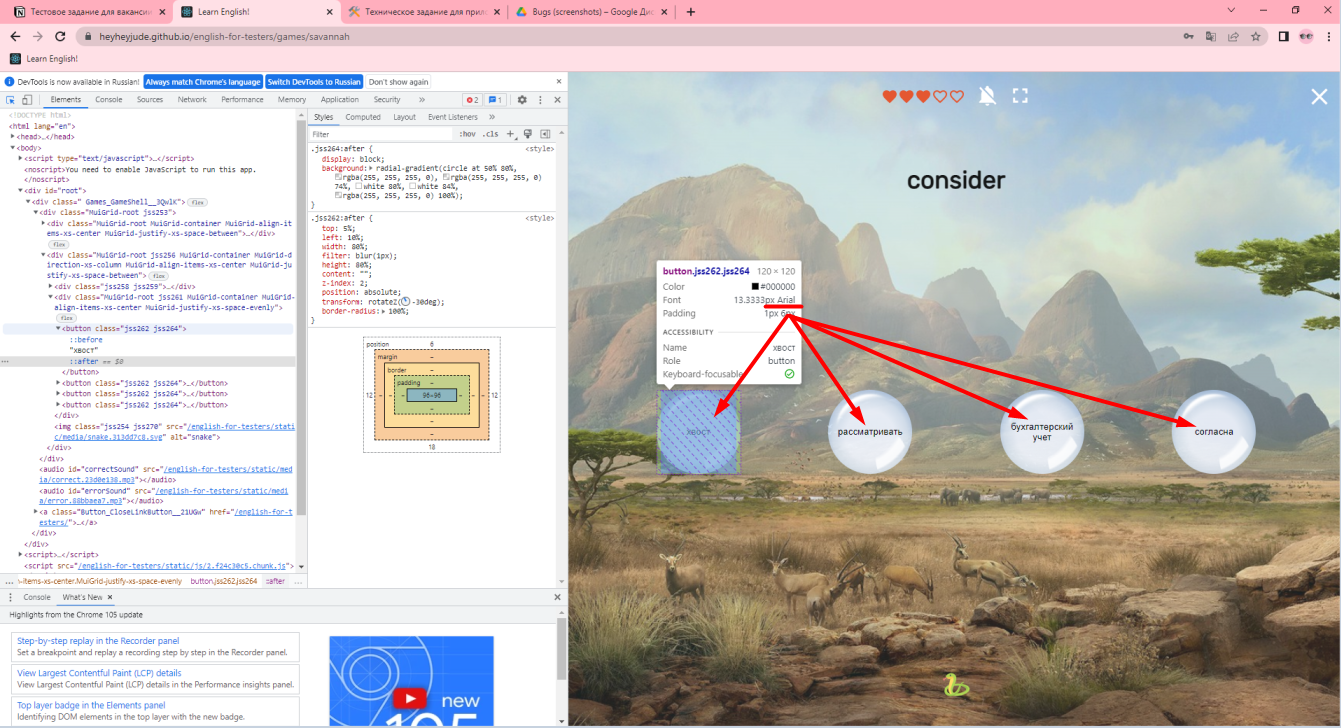 Тестовое задание для вакансии
Learn English!
Техническое задание для прило
Bugs (screenshots) – Google Дис
heyheyjude.github.io/english-for-testers/games/savannah
Learn English!
DevTools is now available in Russian!
Always match Chrome's language
Switch DevTools to Russian
Don't show again
Elements
Console
Sources
Network
Performance
Memory
Application
Security
»
2
1
<!DOCTYPE html>
<html lang="en">
<head>…</head>
<body>
<script type="text/javascript">…</script>
<noscript>You need to enable JavaScript to run this app.
</noscript>
<div id="root">
<div class=" Games_GameShell__3QwlK"> flex
<div class="MuiGrid-root jss253">
<div class="MuiGrid-root MuiGrid-container MuiGrid-align-it
ems-xs-center MuiGrid-justify-xs-space-between">…</div>
flex
<div class="MuiGrid-root jss256 MuiGrid-container MuiGrid-d
irection-xs-column MuiGrid-align-items-xs-center MuiGrid-ju
stify-xs-space-between"> flex
<div class="jss258 jss259">…</div>
<div class="MuiGrid-root jss261 MuiGrid-container MuiGrid-
align-items-xs-center MuiGrid-justify-xs-space-evenly">
flex
<button class="jss262 jss264">
::before
"хвост"
… ::after == $0
</button>
<button class="jss262 jss264">…</button>
<button class="jss262 jss264">…</button>
<button class="jss262 jss264">…</button>
</div>
<img class="jss254 jss270" src="/english-for-testers/stati
c/media/snake.313dd7c8.svg" alt="snake">
</div>
</div>
<audio id="correctSound" src="/english-for-testers/static/med
ia/correct.23d0e138.mp3"></audio>
<audio id="errorSound" src="/english-for-testers/static/medi
a/error.88bbaea7.mp3"></audio>
<a class="Button_CloseLinkButton__21UGw" href="/english-for-t
esters/">…</a>
</div>
</div>
<script>…</script>
<script src="/english-for-testers/static/js/2.f24c30c5.chunk.js">
… n-items-xs-center.MuiGrid-justify-xs-space-evenly button.jss262.jss264 ::after …
Styles
Computed
Layout
Event Listeners
»
Filter
:hov .cls +
.jss264:after { <style>
display: block;
background: radial-gradient(circle at 50% 80%,
rgba(255, 255, 255, 0), rgba(255, 255, 255, 0)
74%, white 80%, white 84%,
rgba(255, 255, 255, 0) 100%);
}
.jss262:after { <style>
top: 5%;
left: 10%;
width: 80%;
filter: blur(1px);
height: 80%;
content: "";
z-index: 2;
position: absolute;
transform: rotateZ(-30deg);
border-radius: 100%;
}
position 6
margin –
border –
padding –
12 – – – 96×96 – – – 12
–
–
–
18
Console
What's New
Highlights from the Chrome 105 update
Step-by-step replay in the Recorder panel
Set a breakpoint and replay a recording step by step in the Recorder panel.
View Largest Contentful Paint (LCP) details
View Largest Contentful Paint (LCP) details in the Performance insights panel.
Top layer badge in the Elements panel
Identifying DOM elements in the top layer with the new badge.
new
105
consider
button.jss262.jss264 120 × 120
Color #000000
Font 13.3333px Arial
Padding 1px 6px
ACCESSIBILITY
Name хвост
Role button
Keyboard-focusable
хвост
рассматривать
бухгалтерский
учет
согласна